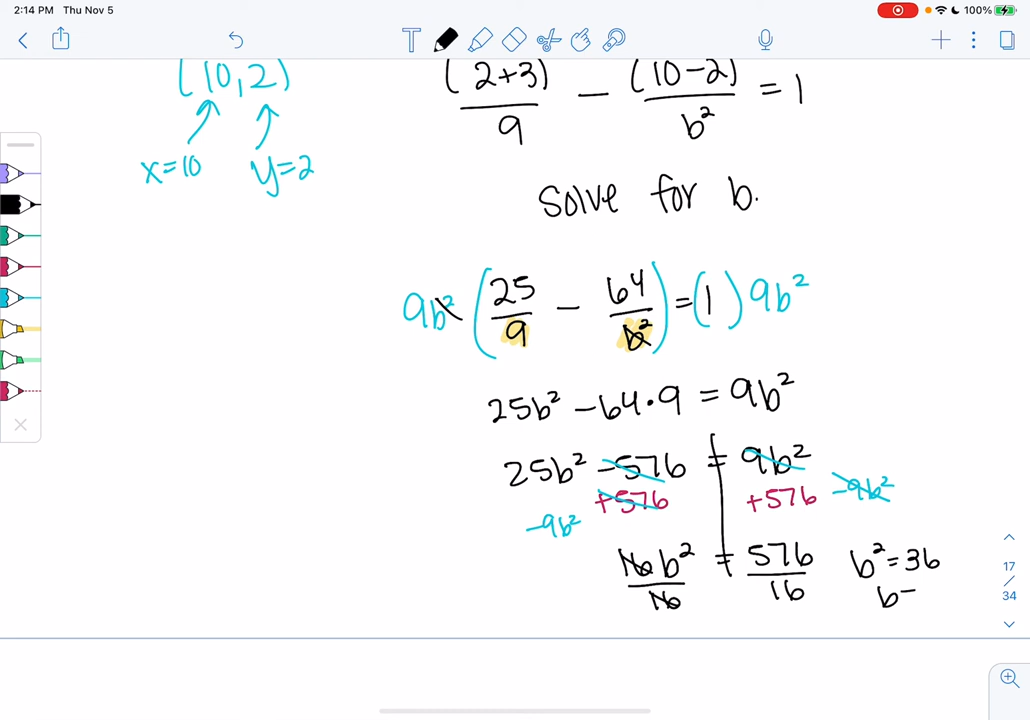 2:14 PM Thu Nov 5 100%
T
(10,2)
x=10 y=2
(2+3)/9 − (10−2)/b² = 1
solve for b.
9b² (25/9 − 64/b²) = (1) 9b²
25b² − 64·9 = 9b²
25b² − 576 = 9b²
+576 +576 −9b²
−9b²
16b²/16 = 576/16 b² = 36
b=
17
/
34